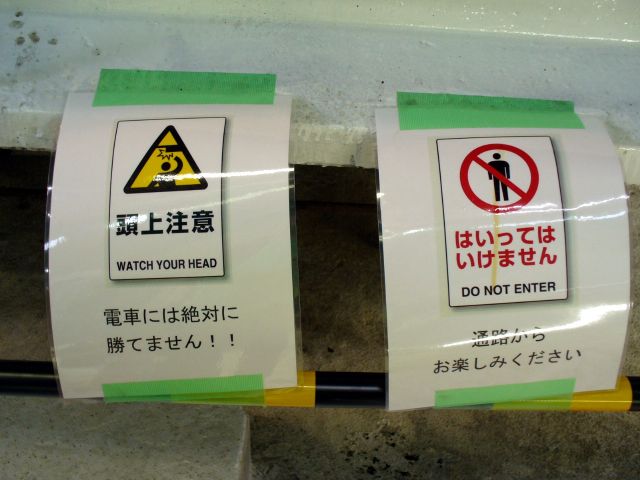 頭上注意
WATCH YOUR HEAD
電車には絶対に
勝てません!!
はいっては
いけません
DO NOT ENTER
通路から
お楽しみください